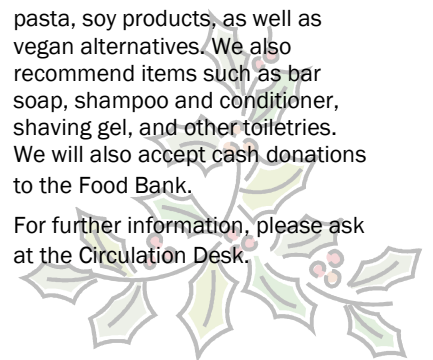 pasta, soy products, as well as
vegan alternatives. We also
recommend items such as bar
soap, shampoo and conditioner,
shaving gel, and other toiletries.
We will also accept cash donations
to the Food Bank.
For further information, please ask
at the Circulation Desk.